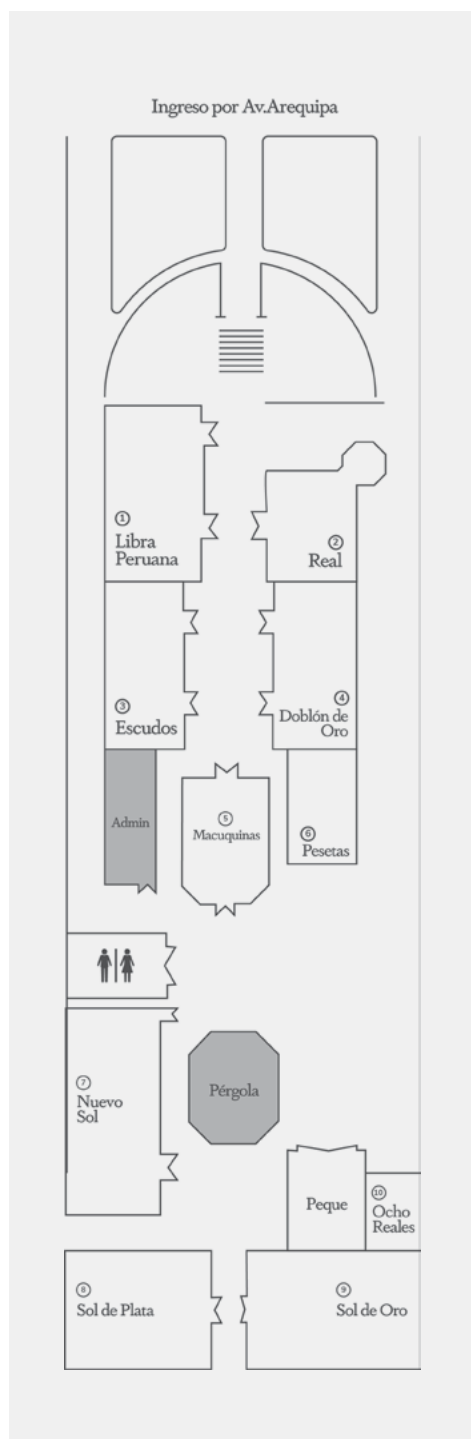 Ingreso por Av.Arequipa
1
Libra
Peruana
2
Real
3
Escudos
4
Doblón de
Oro
Admin
5
Macuquinas
6
Pesetas
7
Nuevo
Sol
Pérgola
Peque
10
Ocho
Reales
8
Sol de Plata
9
Sol de Oro